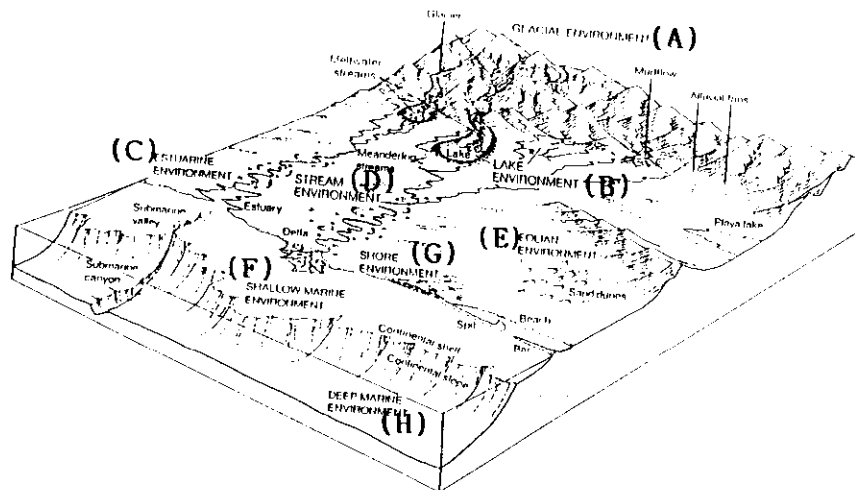 Glacier
GLACIAL ENVIRONMENT (A)
Meltwater
streams
Mudflow
Alluvial fans
(C)
ESTUARINE
ENVIRONMENT
Meandering
streams
Lake
LAKE
ENVIRONMENT (B)
STREAM (D)
ENVIRONMENT
Submarine
valley
Estuary
Delta
Playa lake
(E) EOLIAN
ENVIRONMENT
(G)
SHORE
ENVIRONMENT
Submarine
canyon
(F)
SHALLOW MARINE
ENVIRONMENT
Sand dunes
Spit
Beach
Bar
Continental shelf
Continental slope
DEEP MARINE
ENVIRONMENT
(H)